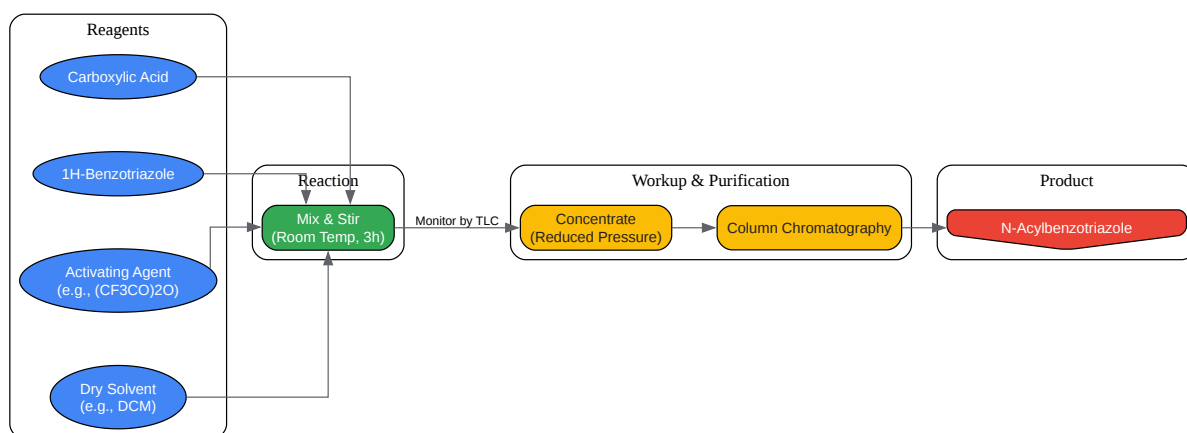 Reagents
Carboxylic Acid
1H-Benzotriazole
Activating Agent
(e.g., (CF3CO)2O)
Dry Solvent
(e.g., DCM)
Reaction
Mix & Stir
(Room Temp, 3h)
Monitor by TLC
Workup & Purification
Concentrate
(Reduced Pressure)
Column Chromatography
Product
N-Acylbenzotriazole